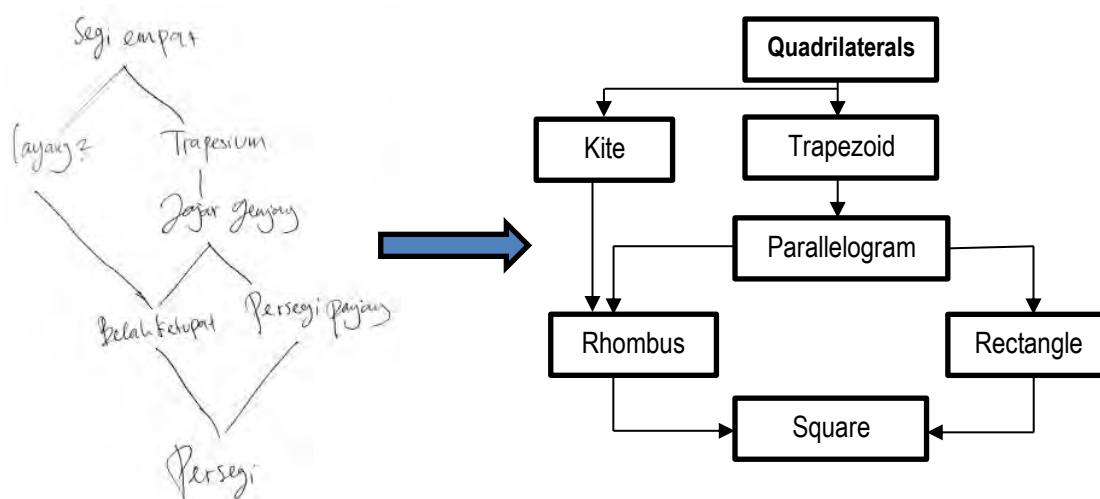 Segi empat
Layang2
Trapesium
Jajar genjang
Belah ketupat
Persegi panjang
Persegi
Quadrilaterals
Kite
Trapezoid
Parallelogram
Rhombus
Rectangle
Square